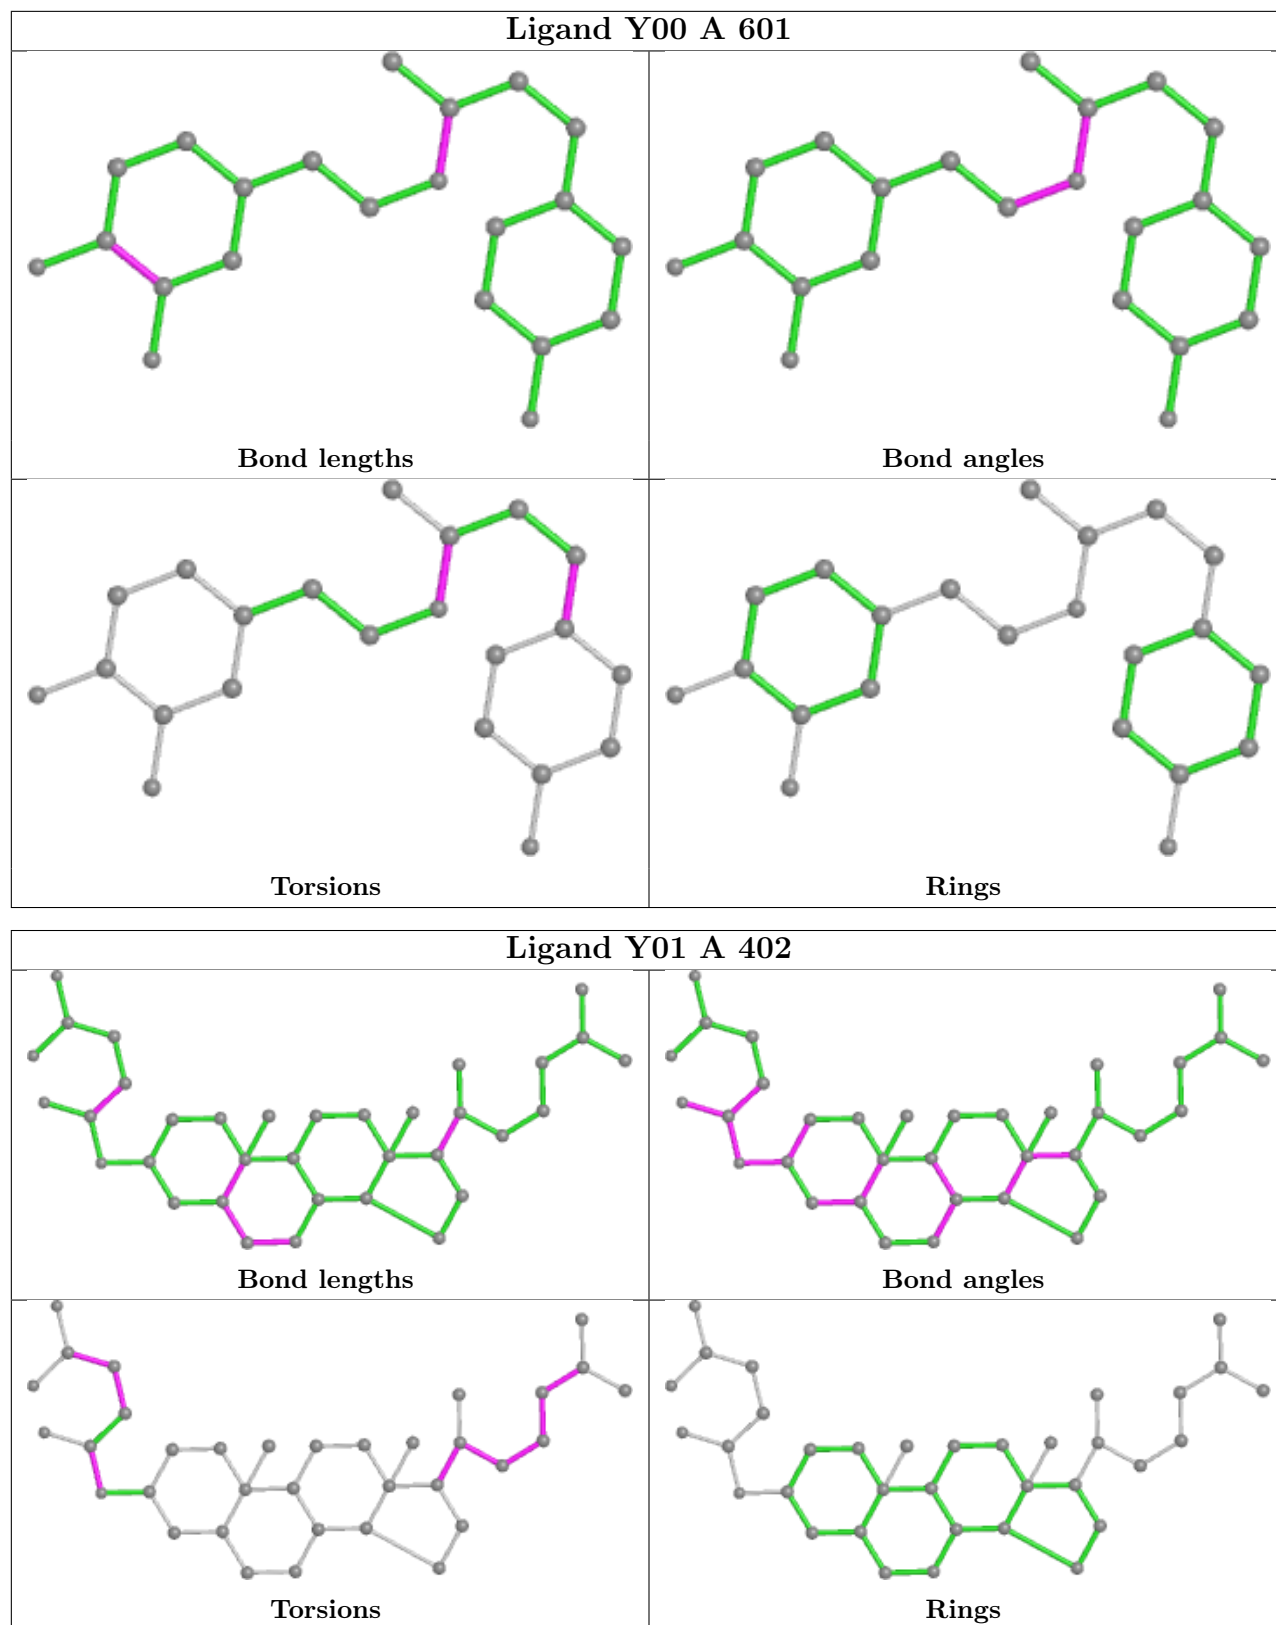 Ligand Y00 A 601
Bond lengths
Bond angles
Torsions
Rings
Ligand Y01 A 402
Bond lengths
Bond angles
Torsions
Rings